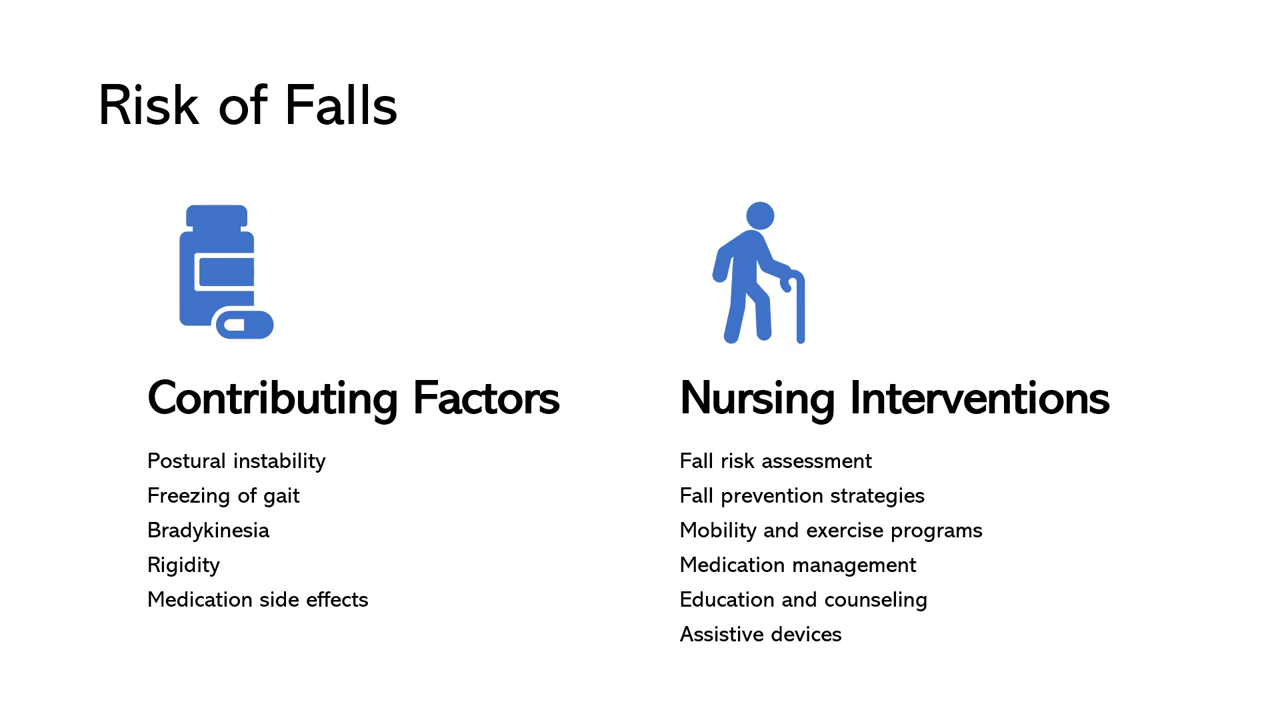 Risk of Falls
Contributing Factors
Postural instability
Freezing of gait
Bradykinesia
Rigidity
Medication side effects
Nursing Interventions
Fall risk assessment
Fall prevention strategies
Mobility and exercise programs
Medication management
Education and counseling
Assistive devices